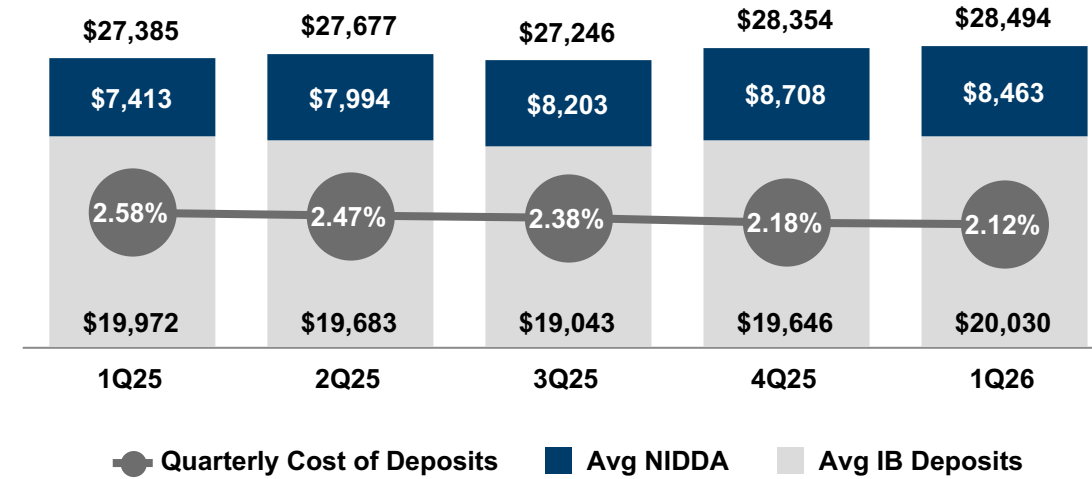 $27,385 $27,677 $27,246 $28,354 $28,494
$7,413 $7,994 $8,203 $8,708 $8,463
2.58% 2.47% 2.38% 2.18% 2.12%
$19,972 $19,683 $19,043 $19,646 $20,030
1Q25 2Q25 3Q25 4Q25 1Q26
Quarterly Cost of Deposits Avg NIDDA Avg IB Deposits